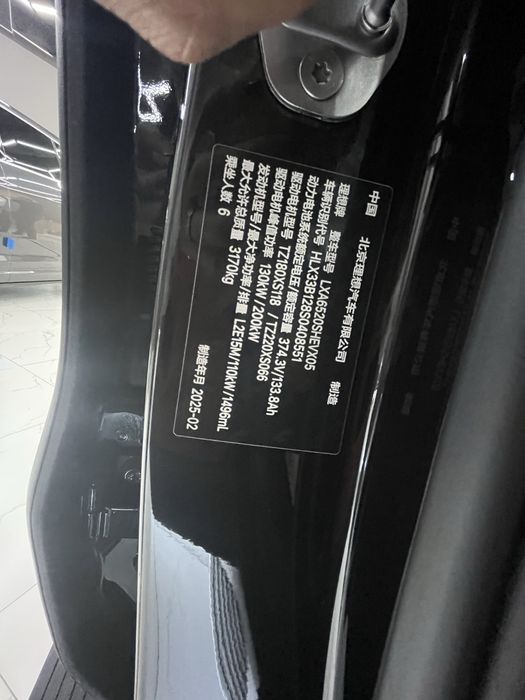 中国 北京理想汽车有限公司 制造
理想牌 整车型号 LXA6520SHEVX05
车辆识别代号 HLX33B128S0408551
动力电池系统额定电压/额定容量 374.3V/133.8Ah
驱动电机型号 TZ180XS118 / TZ220XS066
驱动电机峰值功率 130kW / 200kW
发动机型号/最大净功率/排量 L2E15M/110kW/1496mL
最大允许总质量 3170kg
乘坐人数 6 制造年月 2025-02